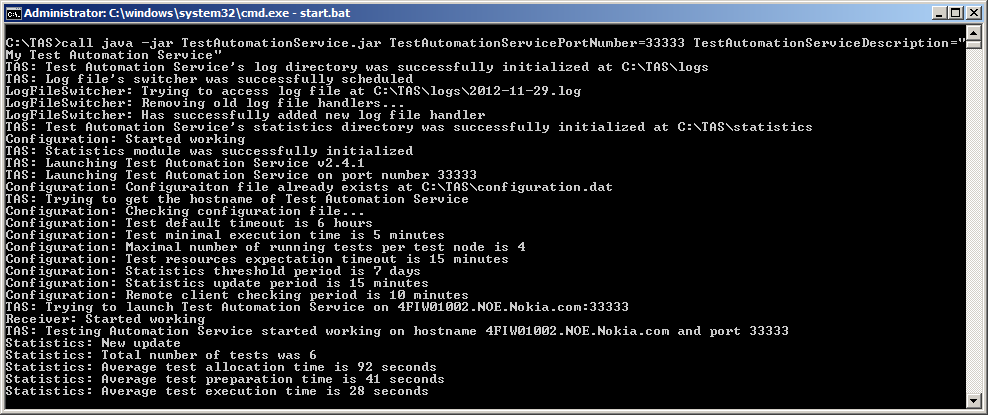 Administrator: C:\windows\system32\cmd.exe - start.bat
C:\TAS>call java -jar TestAutomationService.jar TestAutomationServicePortNumber=33333 TestAutomationServiceDescription="
My Test Automation Service"
TAS: Test Automation Service's log directory was successfully initialized at C:\TAS\logs
TAS: Log file's switcher was successfully scheduled
LogFileSwitcher: Trying to access log file at C:\TAS\logs\2012-11-29.log
LogFileSwitcher: Removing old log file handlers...
LogFileSwitcher: Has successfully added new log file handler
TAS: Test Automation Service's statistics directory was successfully initialized at C:\TAS\statistics
Configuration: Started working
TAS: Statistics module was successfully initialized
TAS: Launching Test Automation Service v2.4.1
TAS: Launching Test Automation Service on port number 33333
Configuration: Configuraiton file already exists at C:\TAS\configuration.dat
TAS: Trying to get the hostname of Test Automation Service
Configuration: Checking configuration file...
Configuration: Test default timeout is 6 hours
Configuration: Test minimal execution time is 5 minutes
Configuration: Maximal number of running tests per test node is 4
Configuration: Test resources expectation timeout is 15 minutes
Configuration: Statistics threshold period is 7 days
Configuration: Statistics update period is 15 minutes
Configuration: Remote client checking period is 10 minutes
TAS: Trying to launch Test Automation Service on 4FIW01002.NOE.Nokia.com:33333
Receiver: Started working
TAS: Testing Automation Service started working on hostname 4FIW01002.NOE.Nokia.com and port 33333
Statistics: New update
Statistics: Total number of tests was 6
Statistics: Average test allocation time is 92 seconds
Statistics: Average test preparation time is 41 seconds
Statistics: Average test execution time is 28 seconds